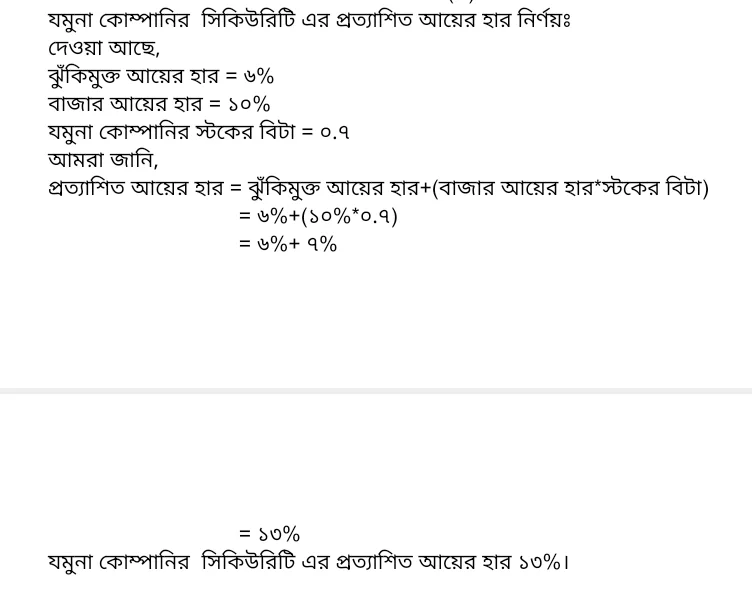 যমুনা কোম্পানির সিকিউরিটি এর প্রত্যাশিত আয়ের হার নির্ণয়ঃ
দেওয়া আছে,
ঝুঁকিমুক্ত আয়ের হার = ৬%
বাজার আয়ের হার = ১০%
যমুনা কোম্পানির স্টকের বিটা = ০.৭
আমরা জানি,
প্রত্যাশিত আয়ের হার = ঝুঁকিমুক্ত আয়ের হার+(বাজার আয়ের হার*স্টকের বিটা)
= ৬%+(১০%*০.৭)
= ৬%+ ৭%
= ১৩%
যমুনা কোম্পানির সিকিউরিটি এর প্রত্যাশিত আয়ের হার ১৩%।